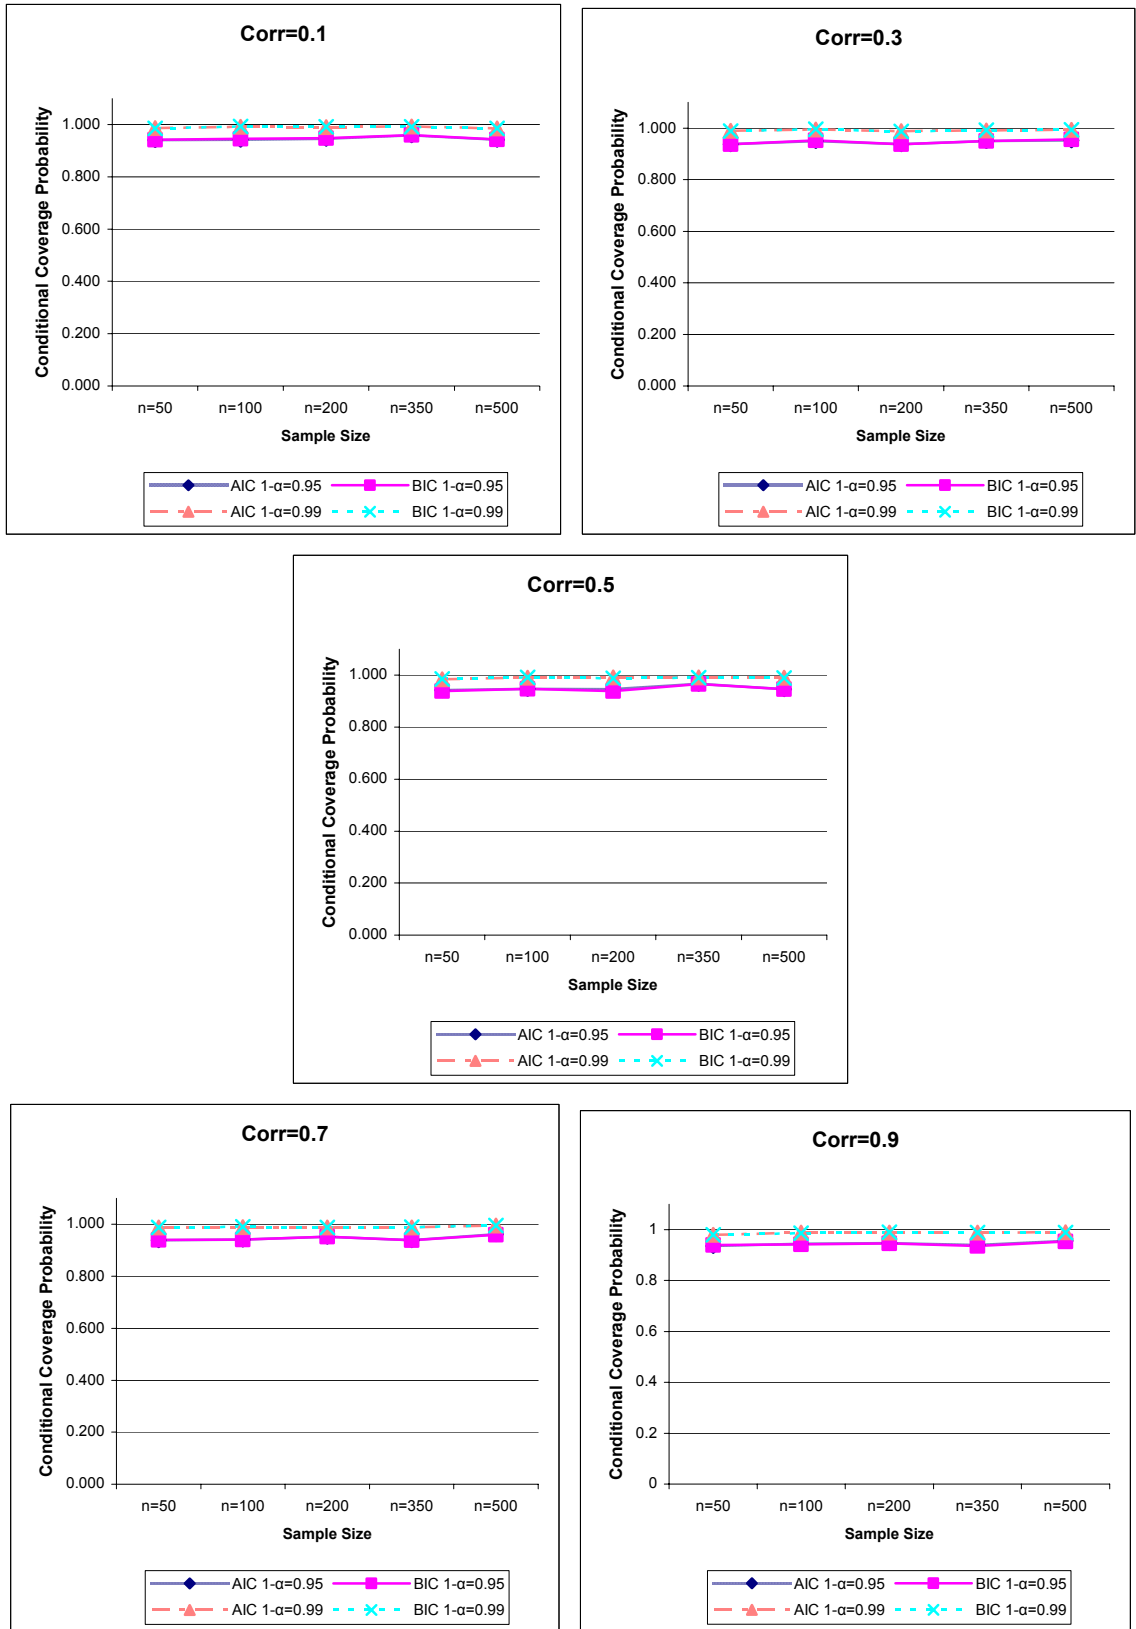 Corr=0.1
Conditional Coverage Probability
1.000
0.800
0.600
0.400
0.200
0.000
n=50 n=100 n=200 n=350 n=500
Sample Size
AIC 1-α=0.95 BIC 1-α=0.95
AIC 1-α=0.99 BIC 1-α=0.99
Corr=0.3
Conditional Coverage Probability
1.000
0.800
0.600
0.400
0.200
0.000
n=50 n=100 n=200 n=350 n=500
Sample Size
AIC 1-α=0.95 BIC 1-α=0.95
AIC 1-α=0.99 BIC 1-α=0.99
Corr=0.5
Conditional Coverage Probability
1.000
0.800
0.600
0.400
0.200
0.000
n=50 n=100 n=200 n=350 n=500
Sample Size
AIC 1-α=0.95 BIC 1-α=0.95
AIC 1-α=0.99 BIC 1-α=0.99
Corr=0.7
Conditional Coverage Probability
1.000
0.800
0.600
0.400
0.200
0.000
n=50 n=100 n=200 n=350 n=500
Sample Size
AIC 1-α=0.95 BIC 1-α=0.95
AIC 1-α=0.99 BIC 1-α=0.99
Corr=0.9
Conditional Coverage Probability
1
0.8
0.6
0.4
0.2
0
n=50 n=100 n=200 n=350 n=500
Sample Size
AIC 1-α=0.95 BIC 1-α=0.95
AIC 1-α=0.99 BIC 1-α=0.99